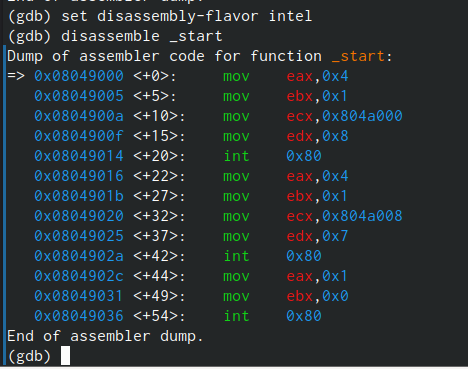 (gdb) set disassembly-flavor intel
(gdb) disassemble _start
Dump of assembler code for function _start:
=> 0x08049000 <+0>:     mov    eax,0x4
   0x08049005 <+5>:     mov    ebx,0x1
   0x0804900a <+10>:    mov    ecx,0x804a000
   0x0804900f <+15>:    mov    edx,0x8
   0x08049014 <+20>:    int    0x80
   0x08049016 <+22>:    mov    eax,0x4
   0x0804901b <+27>:    mov    ebx,0x1
   0x08049020 <+32>:    mov    ecx,0x804a008
   0x08049025 <+37>:    mov    edx,0x7
   0x0804902a <+42>:    int    0x80
   0x0804902c <+44>:    mov    eax,0x1
   0x08049031 <+49>:    mov    ebx,0x0
   0x08049036 <+54>:    int    0x80
End of assembler dump.
(gdb)